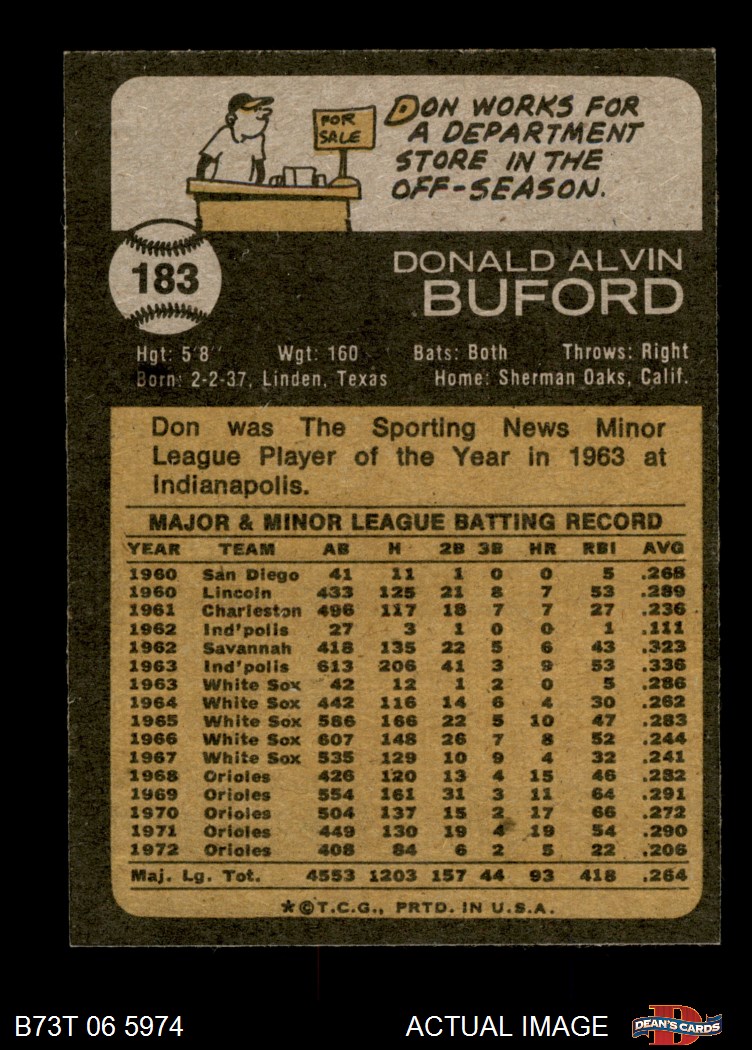 FOR
SALE
DON WORKS FOR
A DEPARTMENT
STORE IN THE
OFF-SEASON.
183
DONALD ALVIN
BUFORD
Hgt: 5'8" Wgt: 160 Bats: Both Throws: Right
Born: 2-2-37, Linden, Texas Home: Sherman Oaks, Calif.
Don was The Sporting News Minor
League Player of the Year in 1963 at
Indianapolis.
MAJOR & MINOR LEAGUE BATTING RECORD
YEAR TEAM AB H 2B 3B HR RBI AVG
1960 San Diego 41 11 1 0 0 5 .268
1960 Lincoln 433 125 21 8 7 53 .289
1961 Charleston 496 117 18 7 7 27 .236
1962 Ind'polis 27 3 1 0 0 1 .111
1962 Savannah 418 135 22 5 6 43 .323
1963 Ind'polis 613 206 41 3 9 53 .336
1963 White Sox 42 12 1 2 0 5 .286
1964 White Sox 442 116 14 6 4 30 .262
1965 White Sox 586 166 22 5 10 47 .283
1966 White Sox 607 148 26 7 8 52 .244
1967 White Sox 535 129 10 9 4 32 .241
1968 Orioles 426 120 13 4 15 46 .282
1969 Orioles 554 161 31 3 11 64 .291
1970 Orioles 504 137 15 2 17 66 .272
1971 Orioles 449 130 19 4 19 54 .290
1972 Orioles 408 84 6 2 5 22 .206
Maj. Lg. Tot. 4553 1203 157 44 93 418 .264
*©T.C.G., PRTD. IN U.S.A.
B73T 06 5974 ACTUAL IMAGE
DEAN'S CARDS